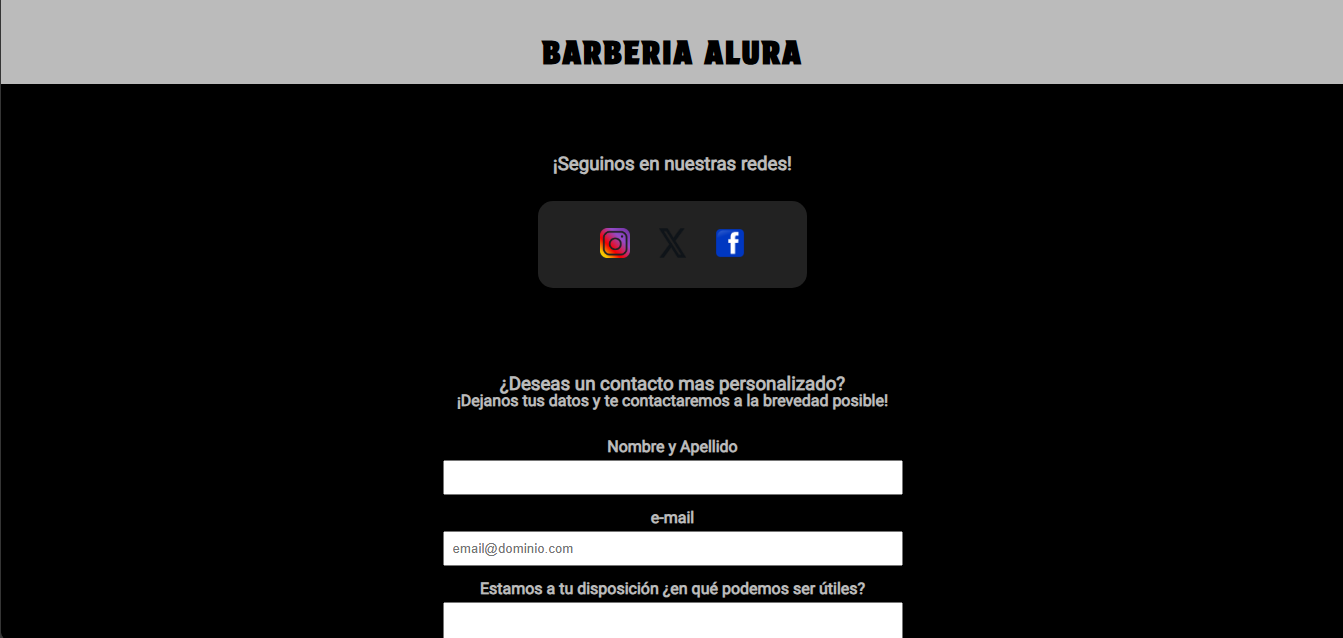 BARBERIA ALURA
¡Seguinos en nuestras redes!
¿Deseas un contacto mas personalizado?
¡Dejanos tus datos y te contactaremos a la brevedad posible!
Nombre y Apellido
e-mail
email@dominio.com
Estamos a tu disposición ¿en qué podemos ser útiles?